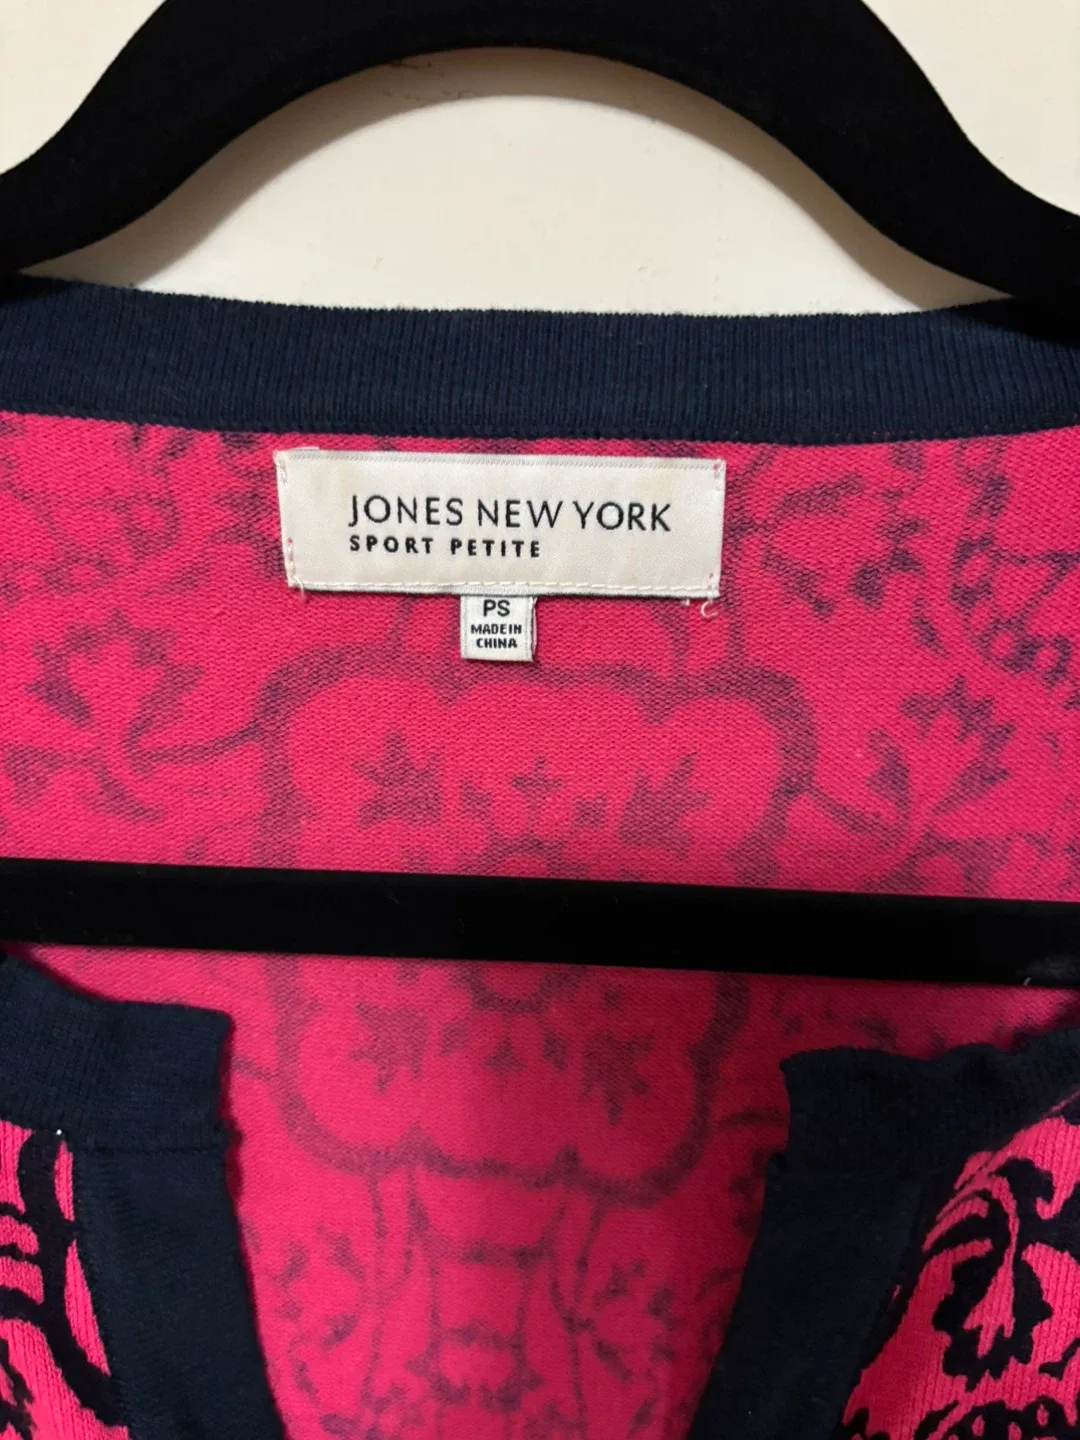 JONES NEW YORK
SPORT PETITE
PS
MADE IN
CHINA